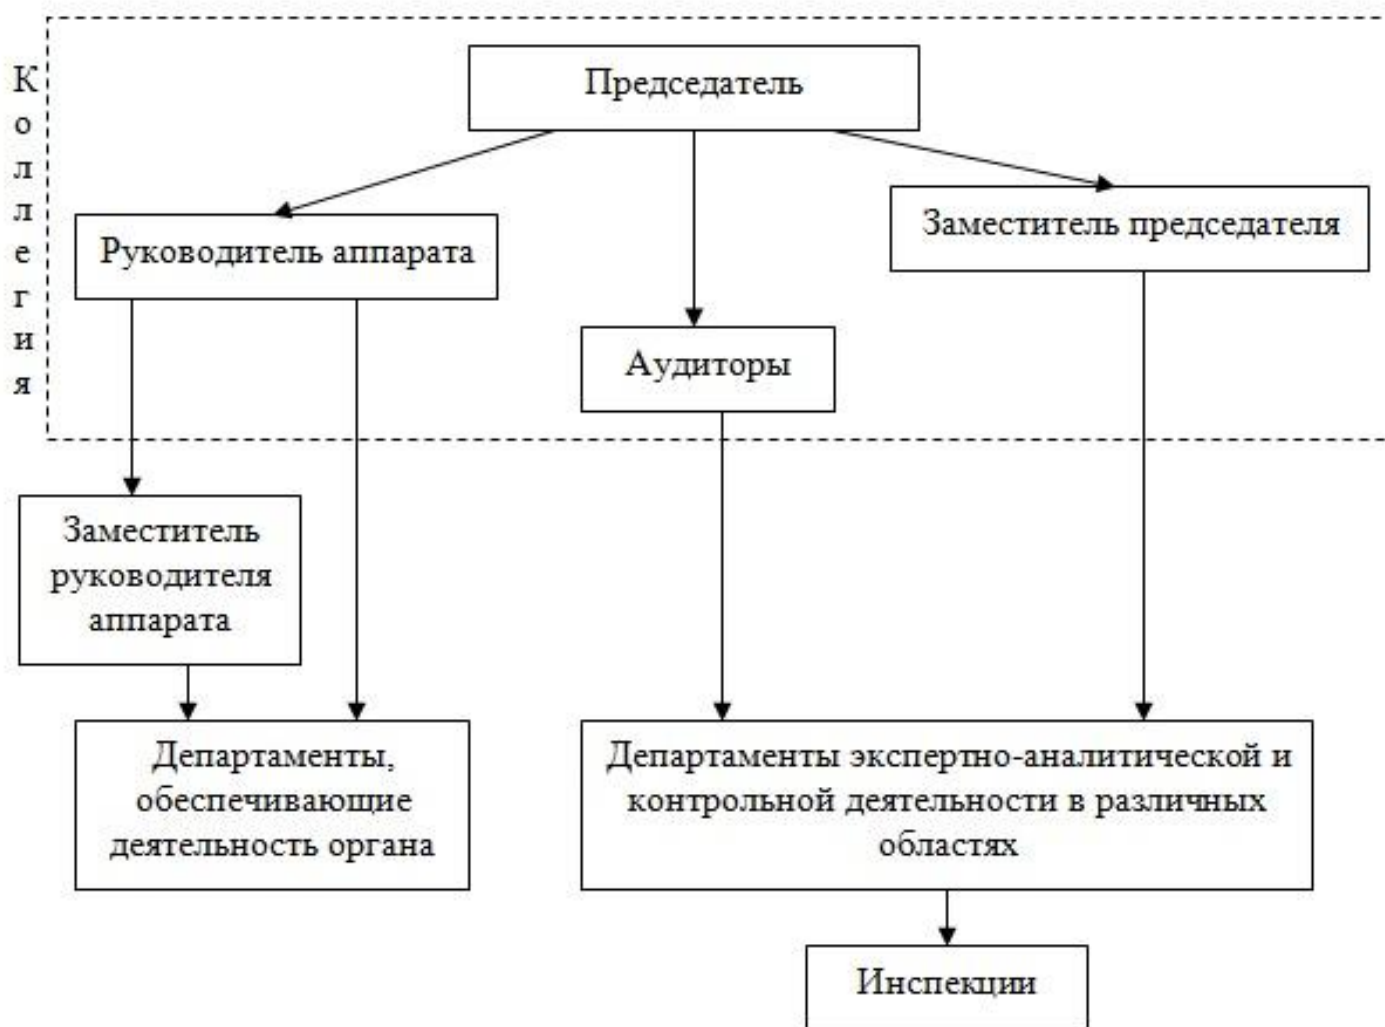 Коллегия
Председатель
Заместитель председателя
Руководитель аппарата
Аудиторы
Заместитель
руководителя
аппарата
Департаменты,
обеспечивающие
деятельность органа
Департаменты экспертно-аналитической и
контрольной деятельности в различных
областях
Инспекции